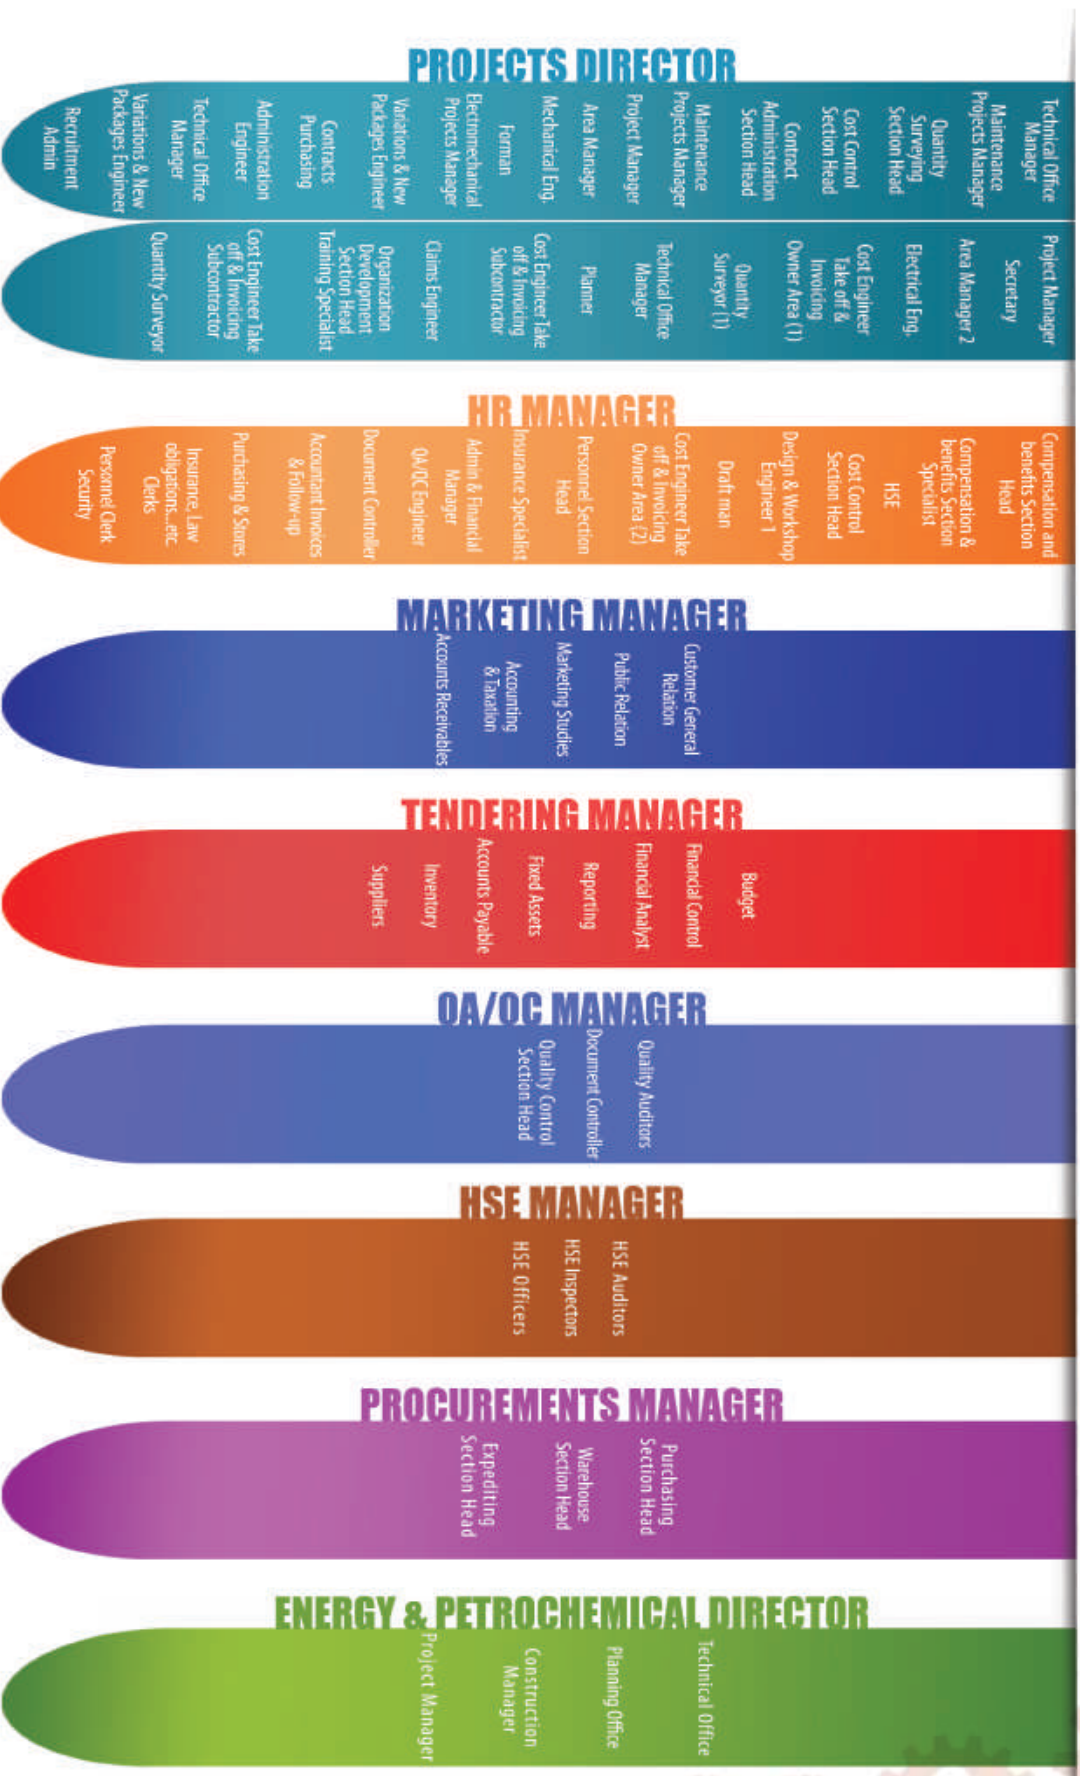 PROJECTS DIRECTOR
Technical Office
Manager
Maintenance
Projects Manager
Quantity
Surveying
Section Head
Cost Control
Section Head
Contract
Administration
Section Head
Maintenance
Projects Manager
Project Manager
Area Manager
Mechanical Eng.
Forman
Electromechanical
Projects Manager
Variations & New
Packages Engineer
Contracts
Purchasing
Administration
Engineer
Technical Office
Manager
Variations & New
Packages Engineer
Recruitment
Admin
Project Manager
Secretary
Area Manager 2
Electrical Eng.
Cost Engineer
Take off &
Invoicing
Owner Area (1)
Quantity
Surveyor (1)
Technical Office
Manager
Planner
Cost Engineer Take
off & Invoicing
Subcontractor
Claims Engineer
Organization
Development
Section Head
Training Specialist
Cost Engineer Take
off & Invoicing
Subcontractor
Quantity Surveyor
HR MANAGER
Compensation and
benefits Section
Head
Compensation &
benefits Section
Specialist
HSE
Cost Control
Section Head
Design & Workshop
Engineer 1
Draft man
Cost Engineer Take
off & Invoicing
Owner Area (2)
Personnel Section
Head
Insurance Specialist
Admin & Financial
Manager
QA/QC Engineer
Document Controller
Accountant Invoices
& Follow-up
Purchasing & Stores
Insurance, Law
obligations...etc.
Clerks
Personnel Clerk
Security
MARKETING MANAGER
Customer General
Relation
Public Relation
Marketing Studies
Accounting
& Taxation
Accounts Receivables
TENDERING MANAGER
Budget
Financial Control
Financial Analyst
Reporting
Fixed Assets
Accounts Payable
Inventory
Suppliers
QA/QC MANAGER
Quality Auditors
Document Controller
Quality Control
Section Head
HSE MANAGER
HSE Auditors
HSE Inspectors
HSE Officers
PROCUREMENTS MANAGER
Purchasing
Section Head
Warehouse
Section Head
Expediting
Section Head
ENERGY & PETROCHEMICAL DIRECTOR
Technical Office
Planning Office
Construction
Manager
Project Manager